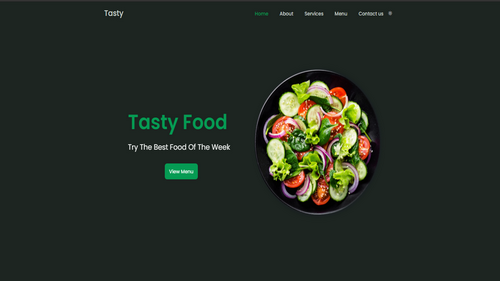 Tasty
Home About Services Menu Contact us
Tasty Food
Try The Best Food Of The Week
View Menu